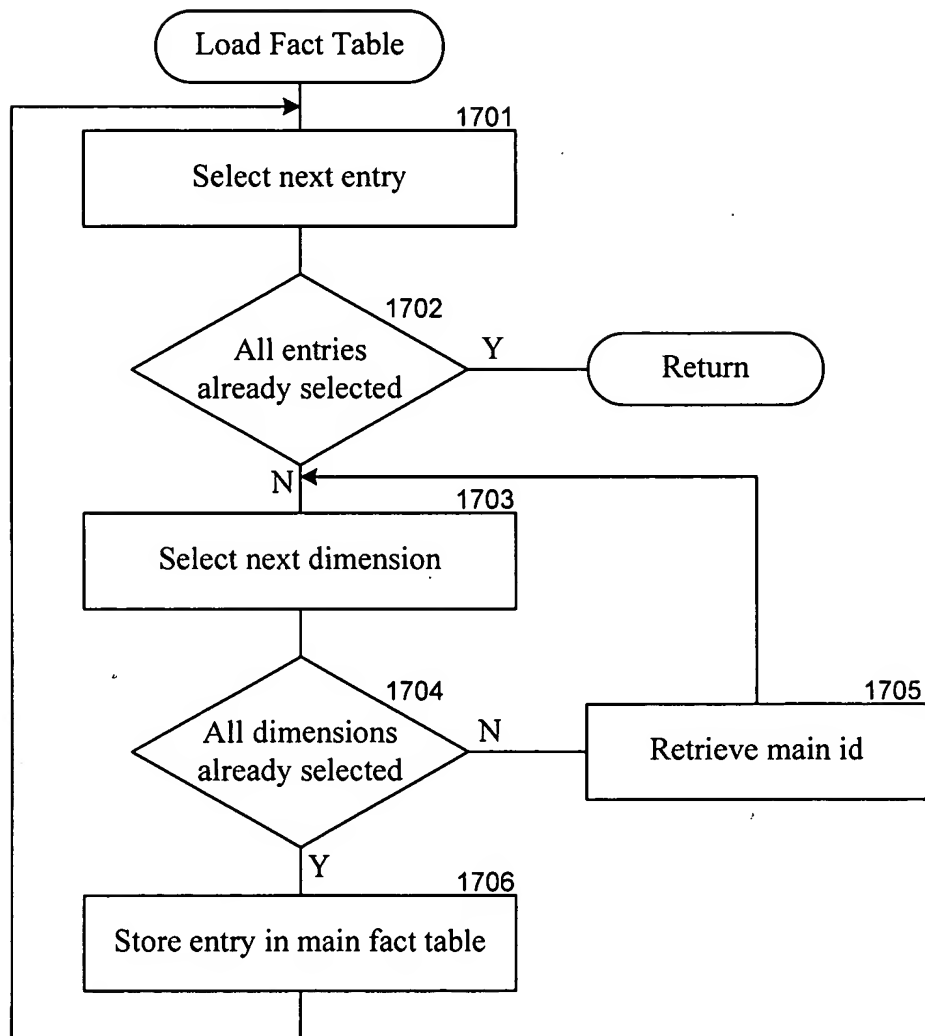 Load Fact Table
1701
Select next entry
1702
All entries
already selected
Y
Return
N
1703
Select next dimension
1704
All dimensions
already selected
N
1705
Retrieve main id
Y
1706
Store entry in main fact table